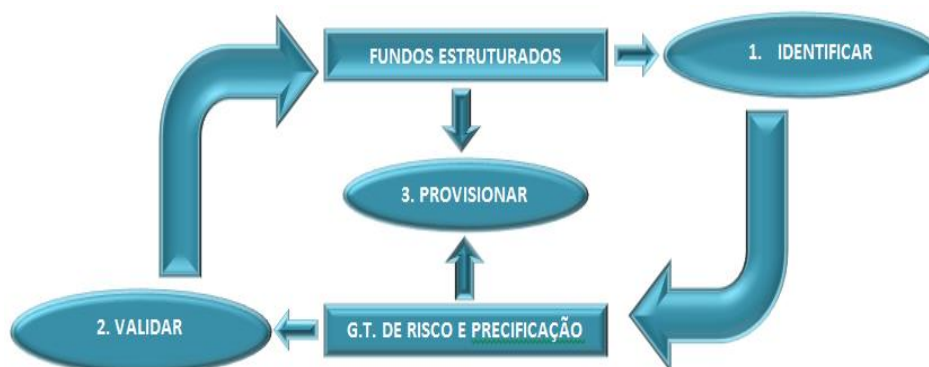 FUNDOS ESTRUTURADOS
1. IDENTIFICAR
3. PROVISIONAR
2. VALIDAR
G.T. DE RISCO E PRECIFICAÇÃO